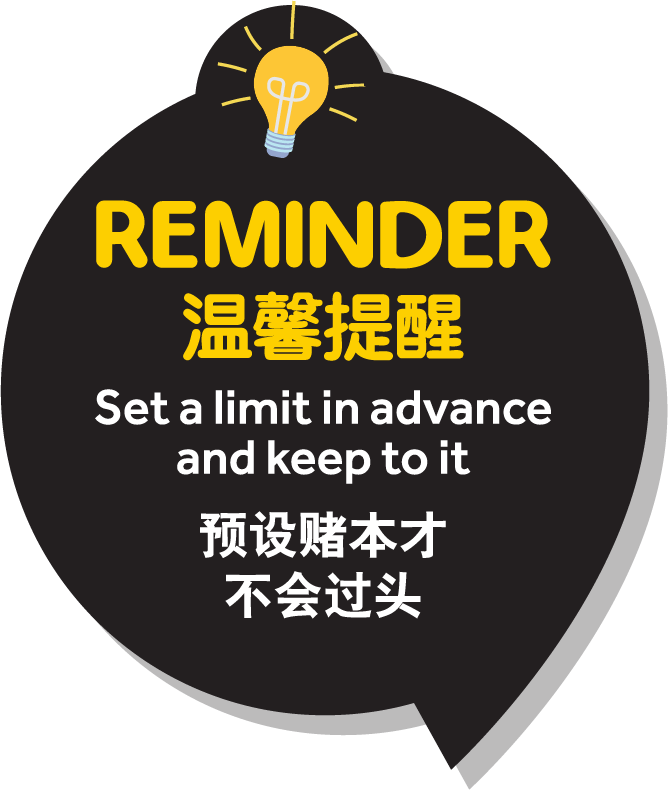 REMINDER
温馨提醒
Set a limit in advance
and keep to it
预设赌本才
不会过头